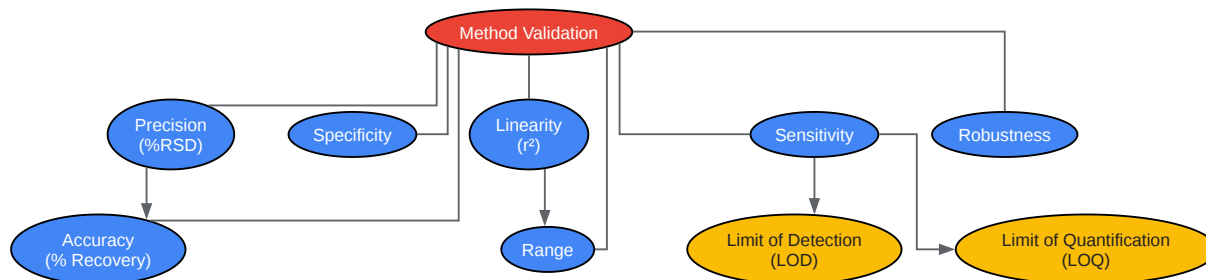 Method Validation
Precision
(%RSD)
Specificity
Linearity
(r²)
Sensitivity
Robustness
Accuracy
(% Recovery)
Range
Limit of Detection
(LOD)
Limit of Quantification
(LOQ)